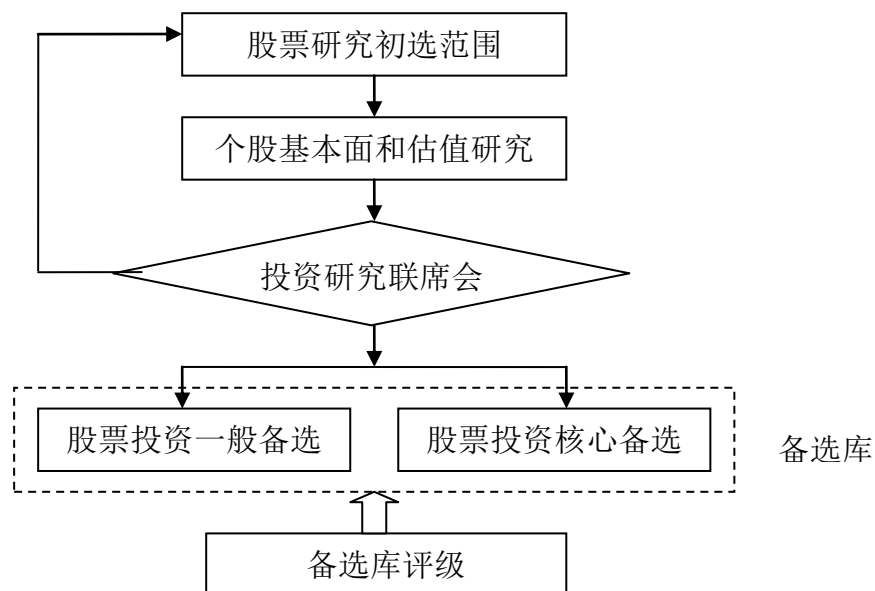 股票研究初选范围
个股基本面和估值研究
投资研究联席会
股票投资一般备选
股票投资核心备选
备选库
备选库评级